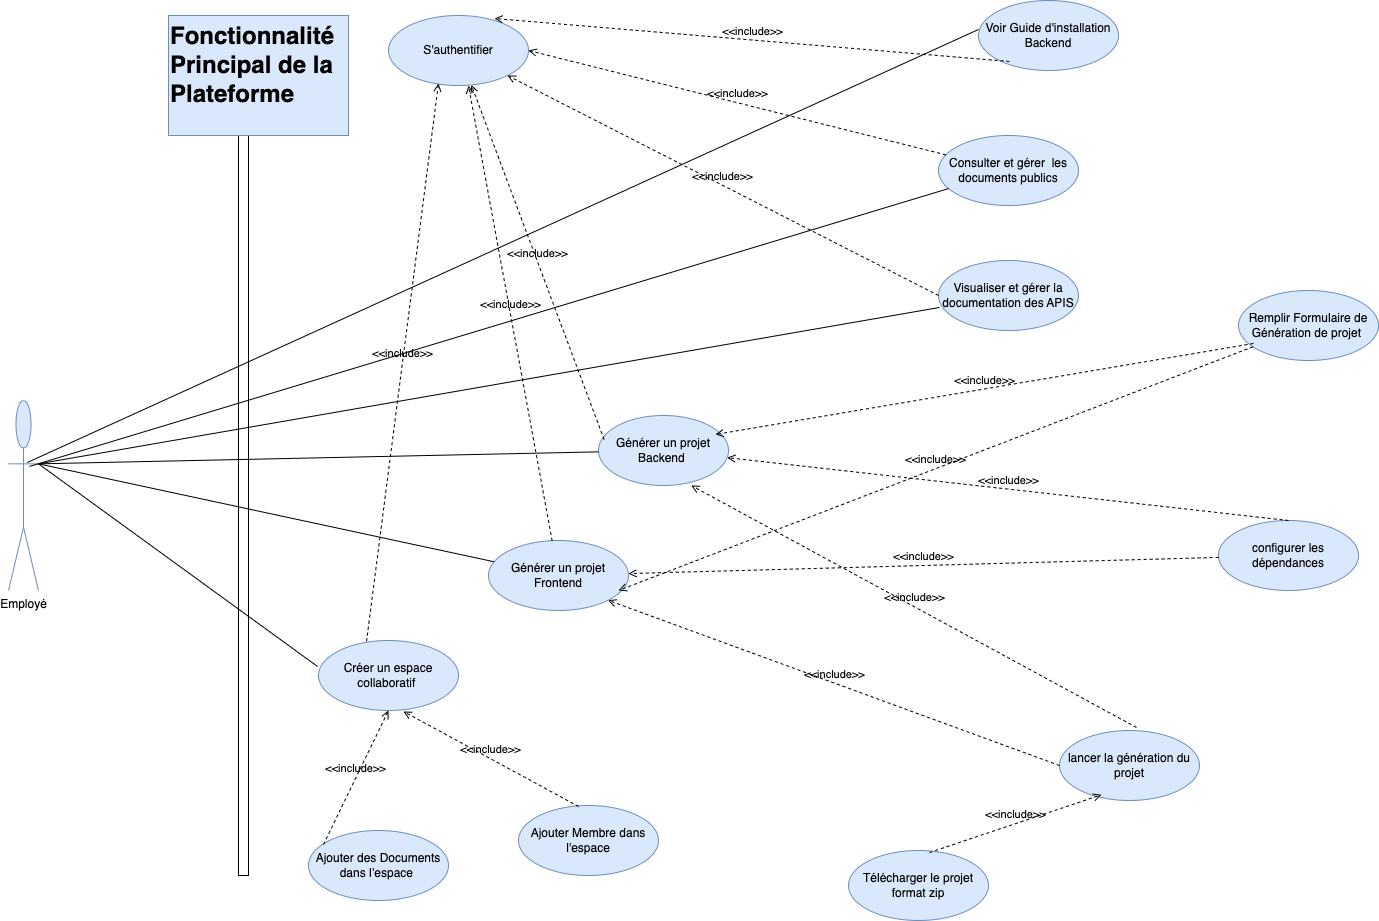 Fonctionnalité
Principal de la
Plateforme
S'authentifier
<<include>>
Voir Guide d'installation
Backend
<<include>>
Consulter et gérer les
documents publics
<<include>>
<<include>>
Visualiser et gérer la
documentation des APIS
<<include>>
Remplir Formulaire de
Génération de projet
<<include>>
<<include>>
Générer un projet
Backend
<<include>>
<<include>>
configurer les
dépendances
<<include>>
Générer un projet
Frontend
Employé
<<include>>
Créer un espace
collaboratif
<<include>>
<<include>>
<<include>>
lancer la génération du
projet
<<include>>
Ajouter Membre dans
l'espace
Ajouter des Documents
dans l'espace
Télécharger le projet
format zip